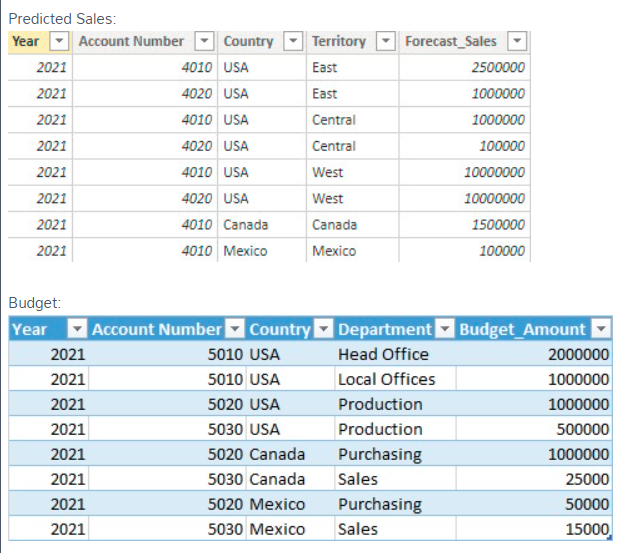 Predicted Sales:
Year Account Number Country Territory Forecast_Sales
2021 4010 USA East 2500000
2021 4020 USA East 1000000
2021 4010 USA Central 1000000
2021 4020 USA Central 100000
2021 4010 USA West 10000000
2021 4020 USA West 10000000
2021 4010 Canada Canada 1500000
2021 4010 Mexico Mexico 100000
Budget:
Year Account Number Country Department Budget_Amount
2021 5010 USA Head Office 2000000
2021 5010 USA Local Offices 1000000
2021 5020 USA Production 1000000
2021 5030 USA Production 500000
2021 5020 Canada Purchasing 1000000
2021 5030 Canada Sales 25000
2021 5020 Mexico Purchasing 50000
2021 5030 Mexico Sales 15000